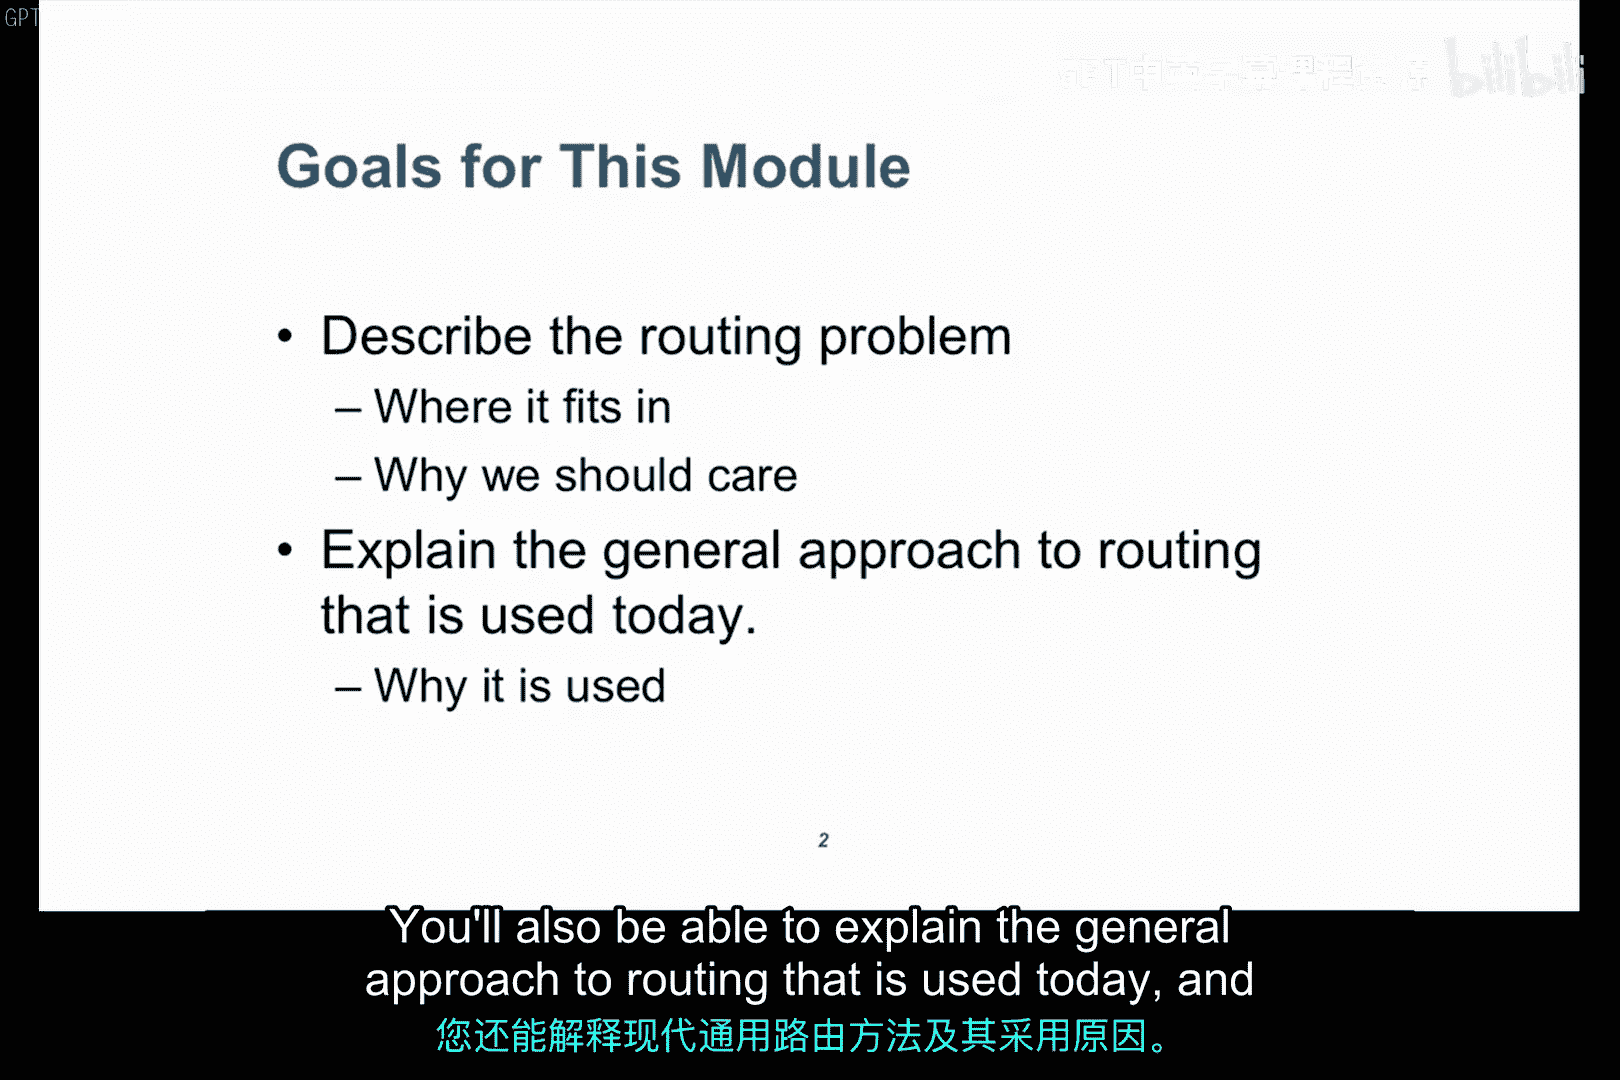 GPT
bilibili
Goals for This Module
• Describe the routing problem
– Where it fits in
– Why we should care
• Explain the general approach to routing
that is used today.
– Why it is used
2
You'll also be able to explain the general
approach to routing that is used today, and
您还能解释现代通用路由方法及其采用原因。